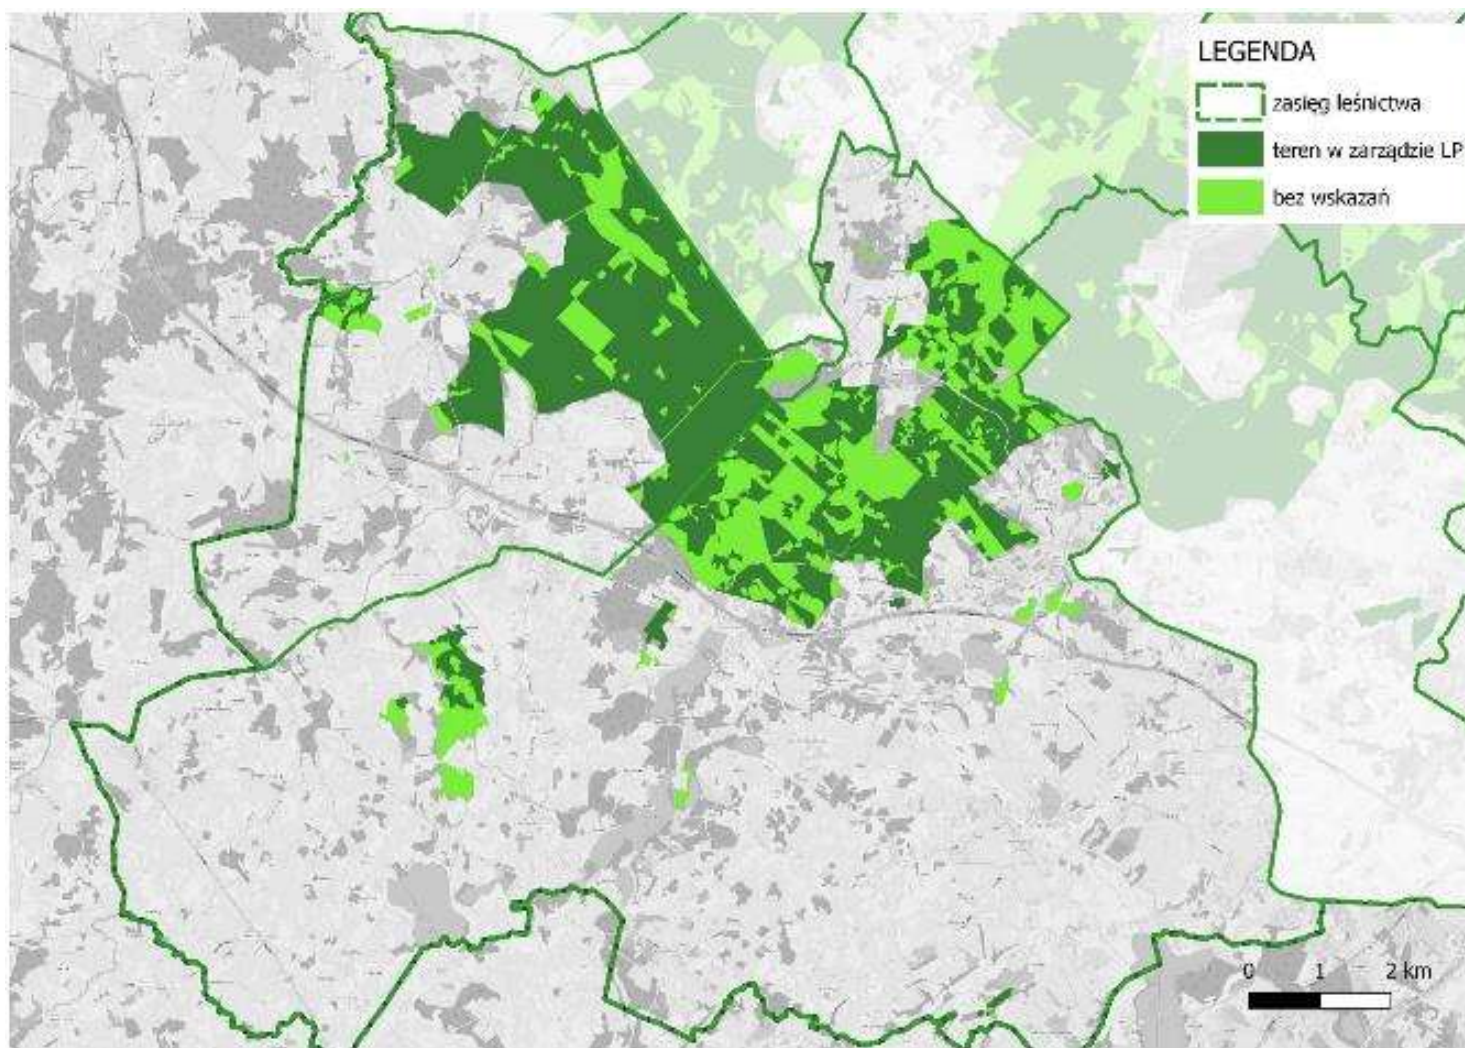 LEGENDA
zasięg leśnictwa
teren w zarządzie LP
bez wskazań
0 1 2 km